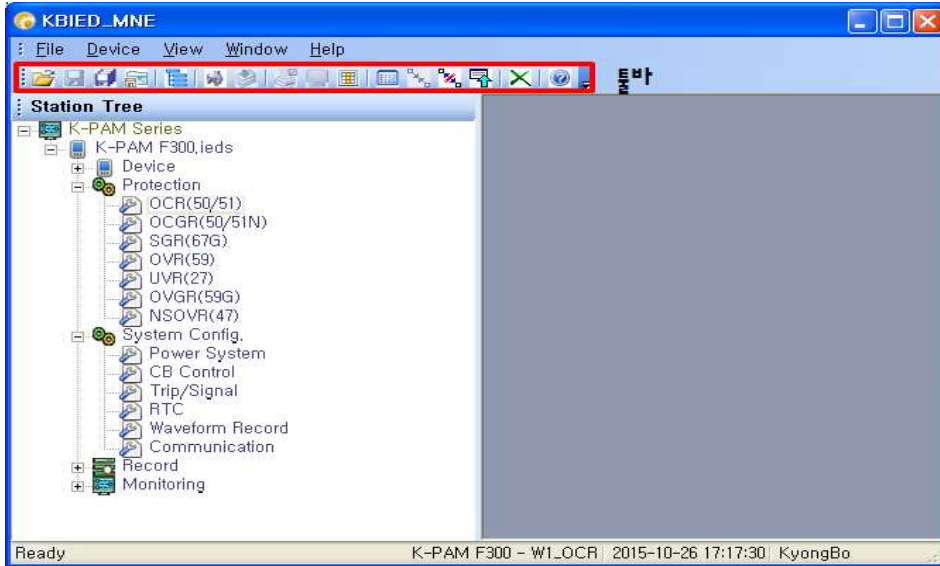 KBIED_MNE
File Device View Window Help
툴바
Station Tree
K-PAM Series
K-PAM F300.ieds
Device
Protection
OCR(50/51)
OCGR(50/51N)
SGR(67G)
OVR(59)
UVR(27)
OVGR(59G)
NSOVR(47)
System Config.
Power System
CB Control
Trip/Signal
RTC
Waveform Record
Communication
Record
Monitoring
Ready K-PAM F300 - W1_OCR 2015-10-26 17:17:30 KyongBo